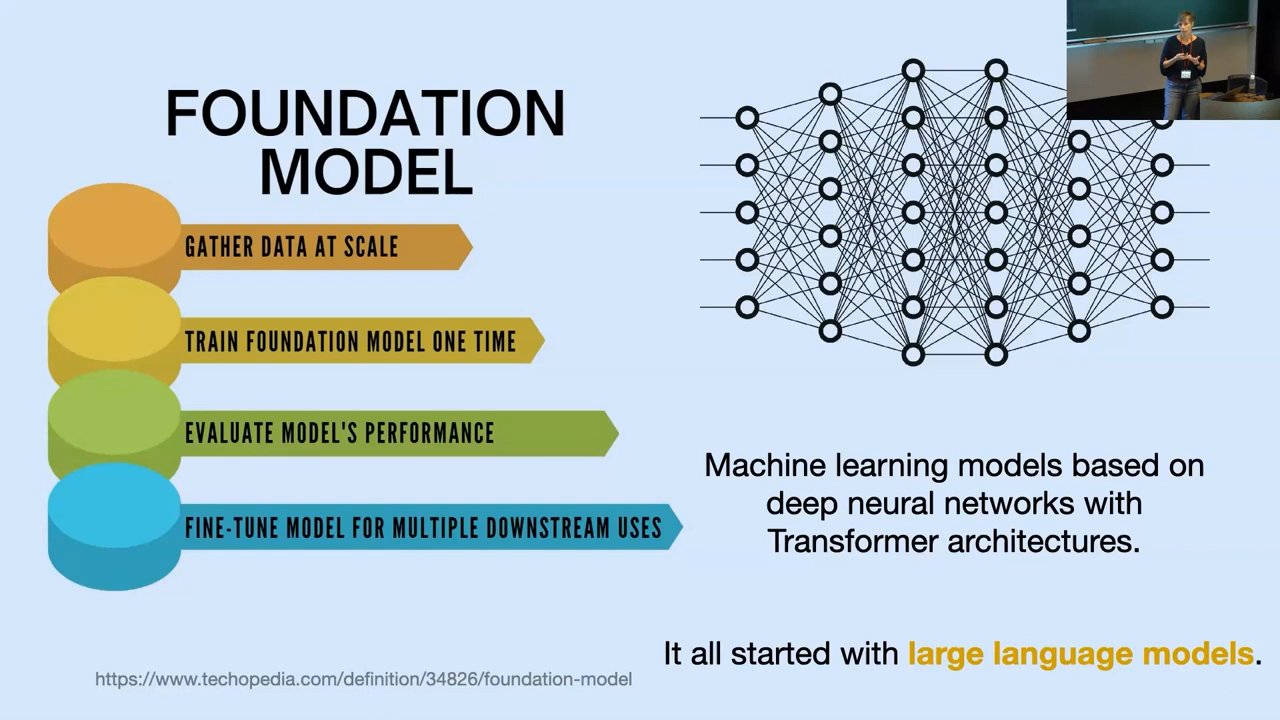 FOUNDATION
MODEL
GATHER DATA AT SCALE
TRAIN FOUNDATION MODEL ONE TIME
EVALUATE MODEL'S PERFORMANCE
FINE-TUNE MODEL FOR MULTIPLE DOWNSTREAM USES
Machine learning models based on
deep neural networks with
Transformer architectures.
It all started with large language models.
https://www.techopedia.com/definition/34826/foundation-model